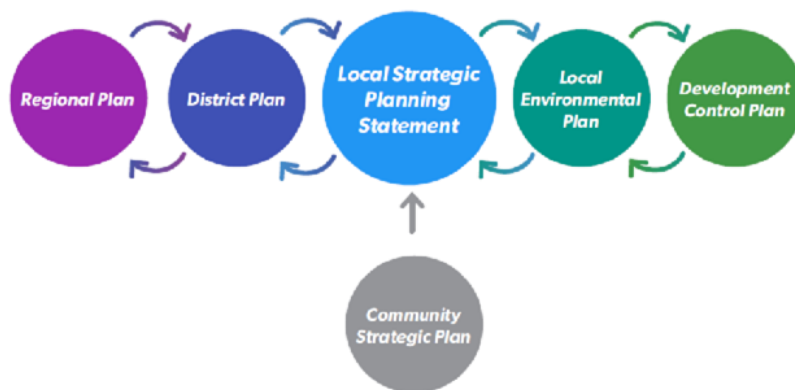 Regional Plan
District Plan
Local Strategic
Planning
Statement
Local
Environmental
Plan
Development
Control Plan
Community
Strategic Plan